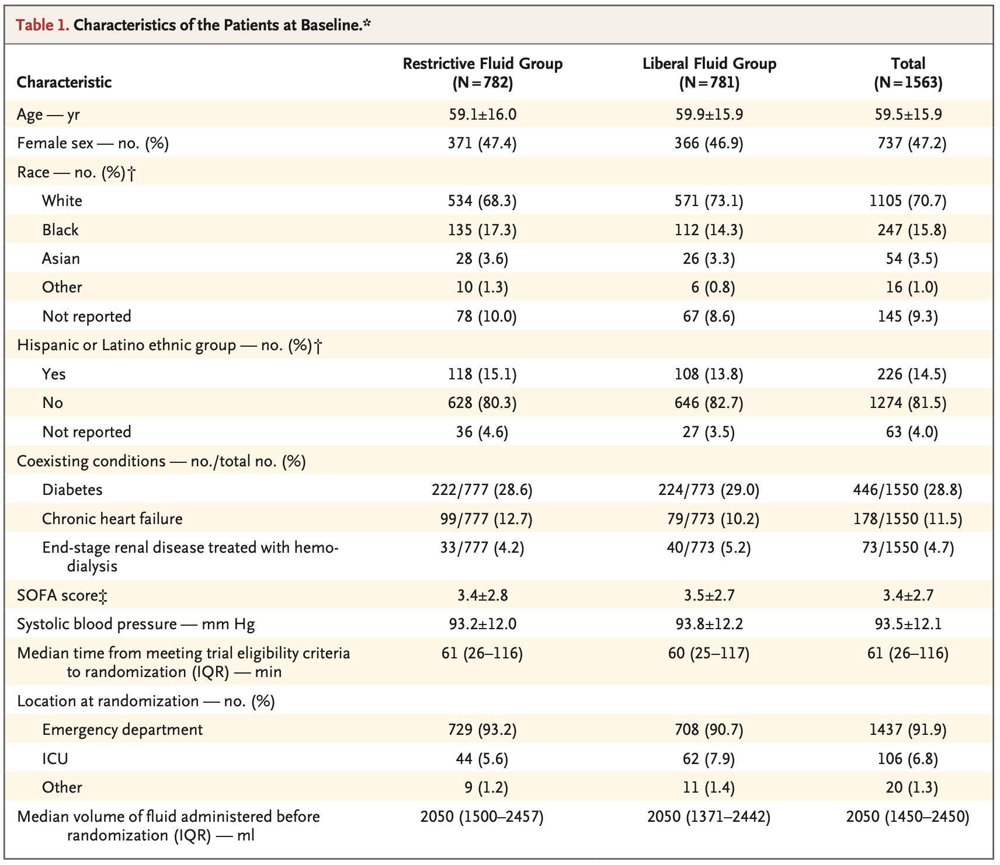 Table 1. Characteristics of the Patients at Baseline.*
Characteristic Restrictive Fluid Group (N=782) Liberal Fluid Group (N=781) Total (N=1563)
Age — yr 59.1±16.0 59.9±15.9 59.5±15.9
Female sex — no. (%) 371 (47.4) 366 (46.9) 737 (47.2)
Race — no. (%)†
White 534 (68.3) 571 (73.1) 1105 (70.7)
Black 135 (17.3) 112 (14.3) 247 (15.8)
Asian 28 (3.6) 26 (3.3) 54 (3.5)
Other 10 (1.3) 6 (0.8) 16 (1.0)
Not reported 78 (10.0) 67 (8.6) 145 (9.3)
Hispanic or Latino ethnic group — no. (%)†
Yes 118 (15.1) 108 (13.8) 226 (14.5)
No 628 (80.3) 646 (82.7) 1274 (81.5)
Not reported 36 (4.6) 27 (3.5) 63 (4.0)
Coexisting conditions — no./total no. (%)
Diabetes 222/777 (28.6) 224/773 (29.0) 446/1550 (28.8)
Chronic heart failure 99/777 (12.7) 79/773 (10.2) 178/1550 (11.5)
End-stage renal disease treated with hemo- 33/777 (4.2) 40/773 (5.2) 73/1550 (4.7)
dialysis
SOFA score‡ 3.4±2.8 3.5±2.7 3.4±2.7
Systolic blood pressure — mm Hg 93.2±12.0 93.8±12.2 93.5±12.1
Median time from meeting trial eligibility criteria 61 (26–116) 60 (25–117) 61 (26–116)
to randomization (IQR) — min
Location at randomization — no. (%)
Emergency department 729 (93.2) 708 (90.7) 1437 (91.9)
ICU 44 (5.6) 62 (7.9) 106 (6.8)
Other 9 (1.2) 11 (1.4) 20 (1.3)
Median volume of fluid administered before 2050 (1500–2457) 2050 (1371–2442) 2050 (1450–2450)
randomization (IQR) — ml